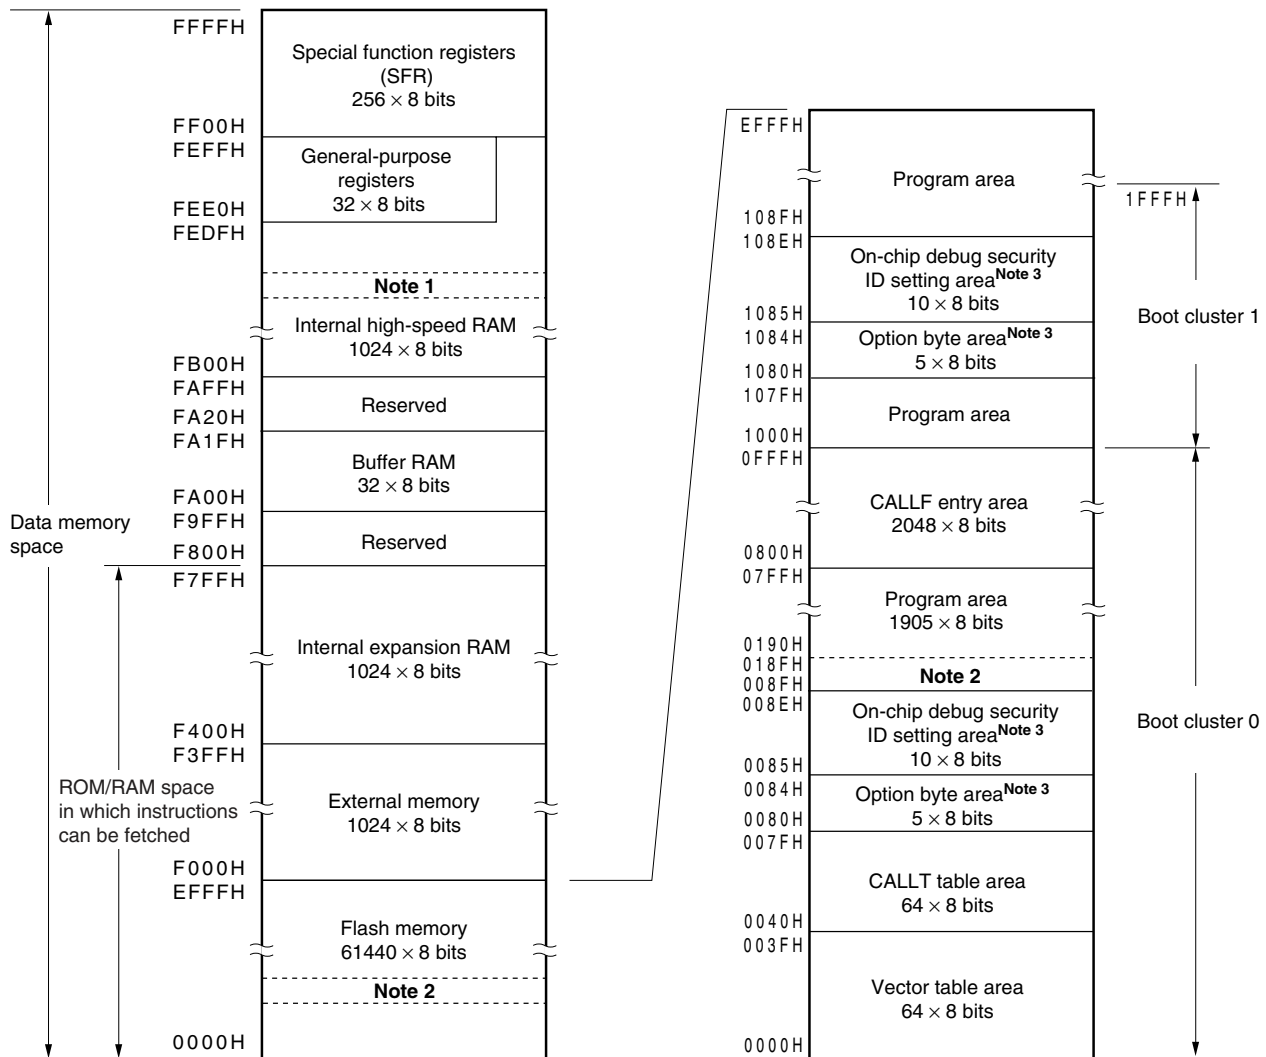 FFFFH
Special function registers
(SFR)
256 × 8 bits
FF00H
FEFFH
General-purpose
registers
32 × 8 bits
FEE0H
FEDFH
Note 1
Internal high-speed RAM
1024 × 8 bits
FB00H
FAFFH
Reserved
FA20H
FA1FH
Buffer RAM
32 × 8 bits
FA00H
F9FFH
Reserved
F800H
F7FFH
Data memory
space
Internal expansion RAM
1024 × 8 bits
F400H
F3FFH
ROM/RAM space
in which instructions
can be fetched
External memory
1024 × 8 bits
F000H
EFFFH
Flash memory
61440 × 8 bits
Note 2
0000H
EFFFH
Program area
1FFFH
108FH
108EH
On-chip debug security
ID setting area Note 3
10 × 8 bits
1085H
1084H
Option byte area Note 3
5 × 8 bits
1080H
107FH
Boot cluster 1
Program area
1000H
0FFFH
CALLF entry area
2048 × 8 bits
0800H
07FFH
Program area
1905 × 8 bits
0190H
018FH
Note 2
008FH
008EH
On-chip debug security
ID setting area Note 3
10 × 8 bits
Boot cluster 0
0085H
0084H
Option byte area Note 3
5 × 8 bits
0080H
007FH
CALLT table area
64 × 8 bits
0040H
003FH
Vector table area
64 × 8 bits
0000H